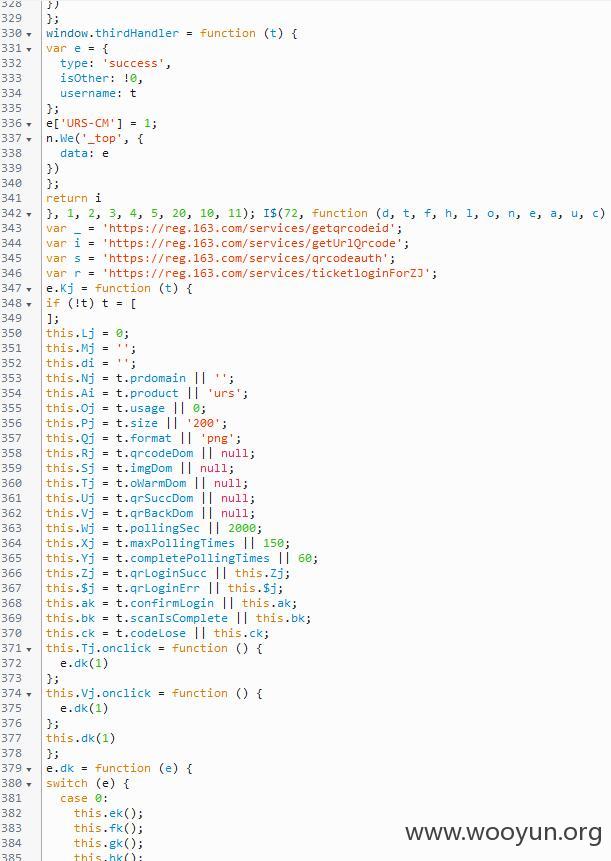 328 })
329 };
330 window.thirdHandler = function (t) {
331 var e = {
332 type: 'success',
333 isOther: !0,
334 username: t
335 };
336 e['URS-CM'] = 1;
337 n.We('_top', {
338 data: e
339 })
340 };
341 return i
342 }, 1, 2, 3, 4, 5, 20, 10, 11); I$(72, function (d, t, f, h, l, o, n, e, a, u, c)
343 var _ = 'https://reg.163.com/services/getqrcodeid';
344 var i = 'https://reg.163.com/services/getUrlQrcode';
345 var s = 'https://reg.163.com/services/qrcodeauth';
346 var r = 'https://reg.163.com/services/ticketloginForZJ';
347 e.Kj = function (t) {
348 if (!t) t = [
349 ];
350 this.Lj = 0;
351 this.Mj = '';
352 this.di = '';
353 this.Nj = t.prdomain || '';
354 this.Ai = t.product || 'urs';
355 this.Oj = t.usage || 0;
356 this.Pj = t.size || '200';
357 this.Qj = t.format || 'png';
358 this.Rj = t.qrcodeDom || null;
359 this.Sj = t.imgDom || null;
360 this.Tj = t.oWarmDom || null;
361 this.Uj = t.qrSuccDom || null;
362 this.Vj = t.qrBackDom || null;
363 this.Wj = t.pollingSec || 2000;
364 this.Xj = t.maxPollingTimes || 150;
365 this.Yj = t.completePollingTimes || 60;
366 this.Zj = t.qrLoginSucc || this.Zj;
367 this.$j = t.qrLoginErr || this.$j;
368 this.ak = t.confirmLogin || this.ak;
369 this.bk = t.scanIsComplete || this.bk;
370 this.ck = t.codeLose || this.ck;
371 this.Tj.onclick = function () {
372 e.dk(1)
373 };
374 this.Vj.onclick = function () {
375 e.dk(1)
376 };
377 this.dk(1)
378 };
379 e.dk = function (e) {
380 switch (e) {
381 case 0:
382 this.ek();
383 this.fk();
384 this.gk();
385 this.hk();
www.wooyun.org